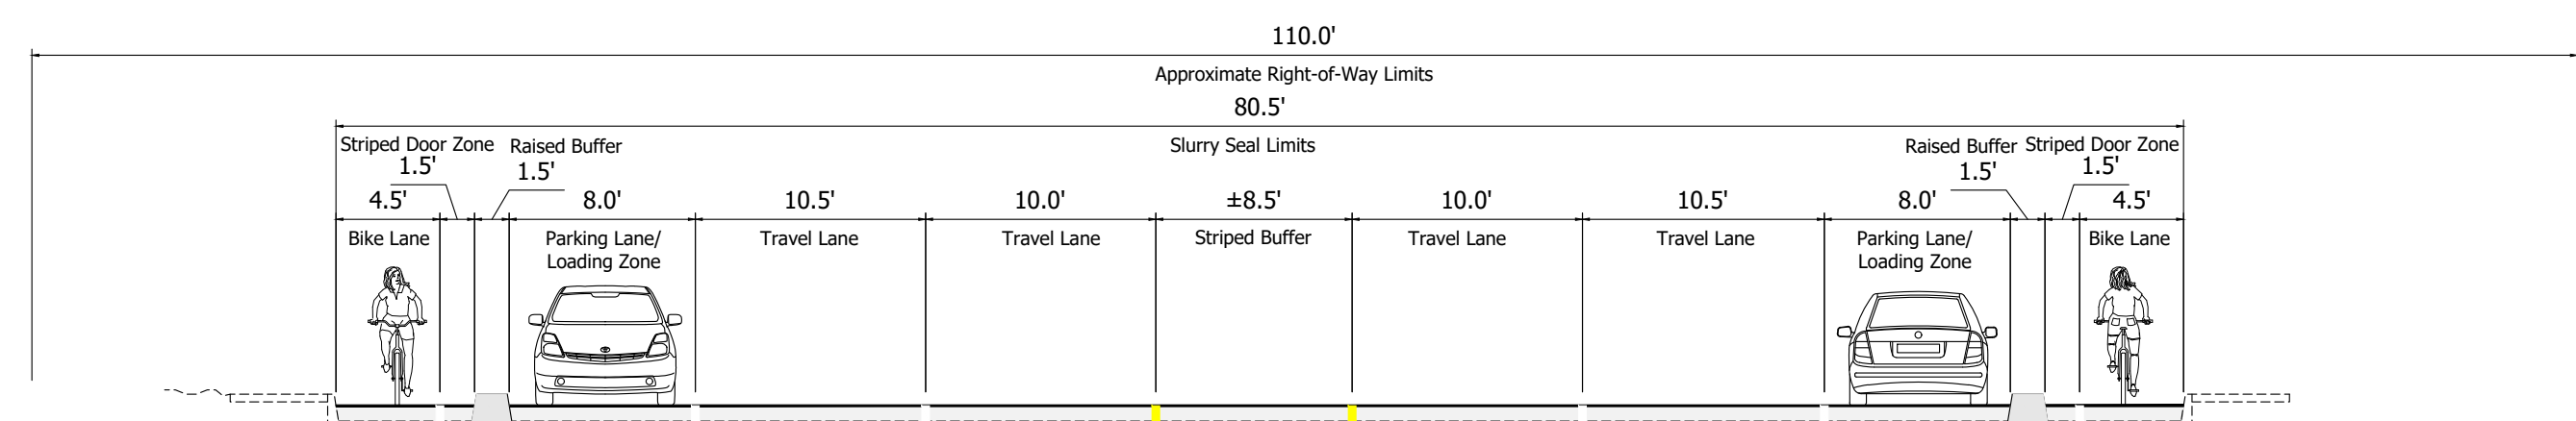 110.0'
Approximate Right-of-Way Limits
80.5'
Slurry Seal Limits
Striped Door Zone
1.5'
Raised Buffer
1.5'
Raised Buffer
1.5'
Striped Door Zone
1.5'
4.5'
8.0'
10.5'
10.0'
±8.5'
10.0'
10.5'
8.0'
4.5'
Bike Lane
Parking Lane/
Loading Zone
Travel Lane
Travel Lane
Striped Buffer
Travel Lane
Travel Lane
Parking Lane/
Loading Zone
Bike Lane